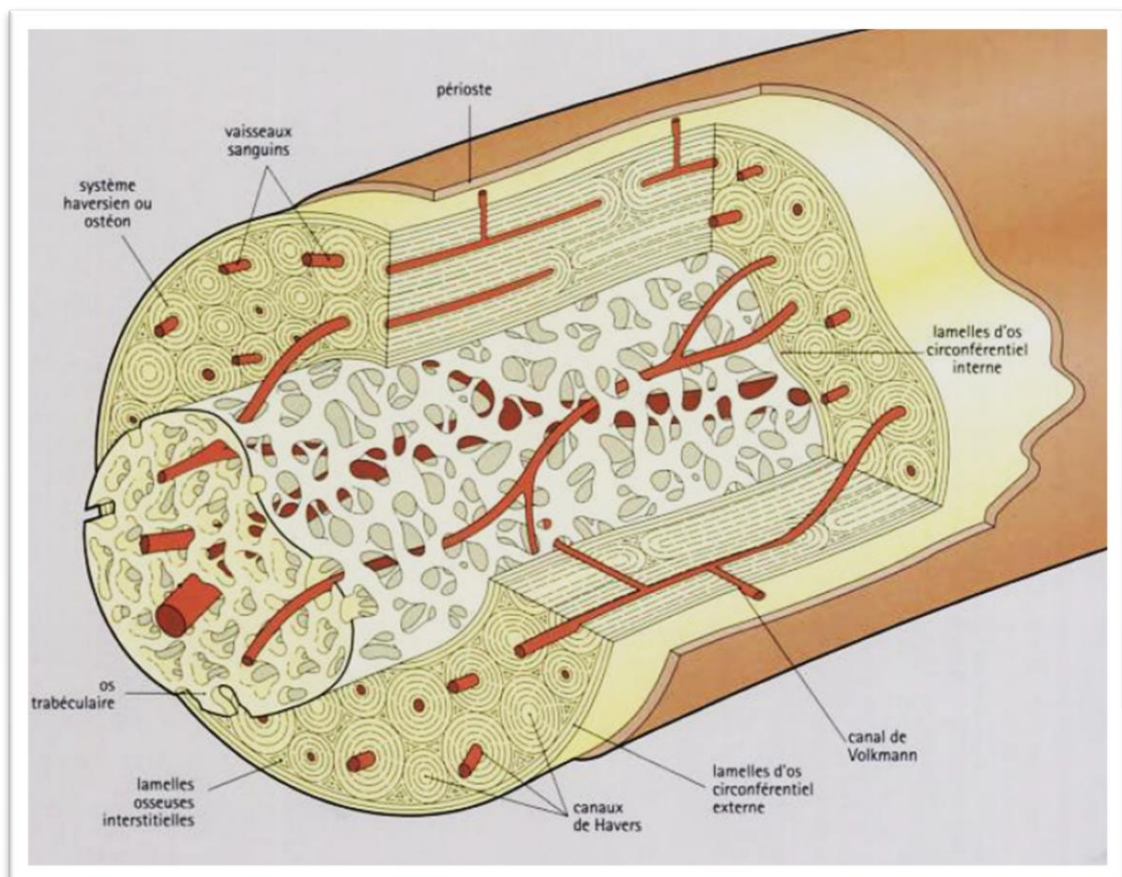 périoste
vaisseaux
sanguins
système
haversien ou
ostéon
lamelles d'os
circonférentiel
interne
os
trabéculaire
canal de
Volkmann
lamelles d'os
circonférentiel
externe
lamelles
osseuses
interstitielles
canaux
de Havers